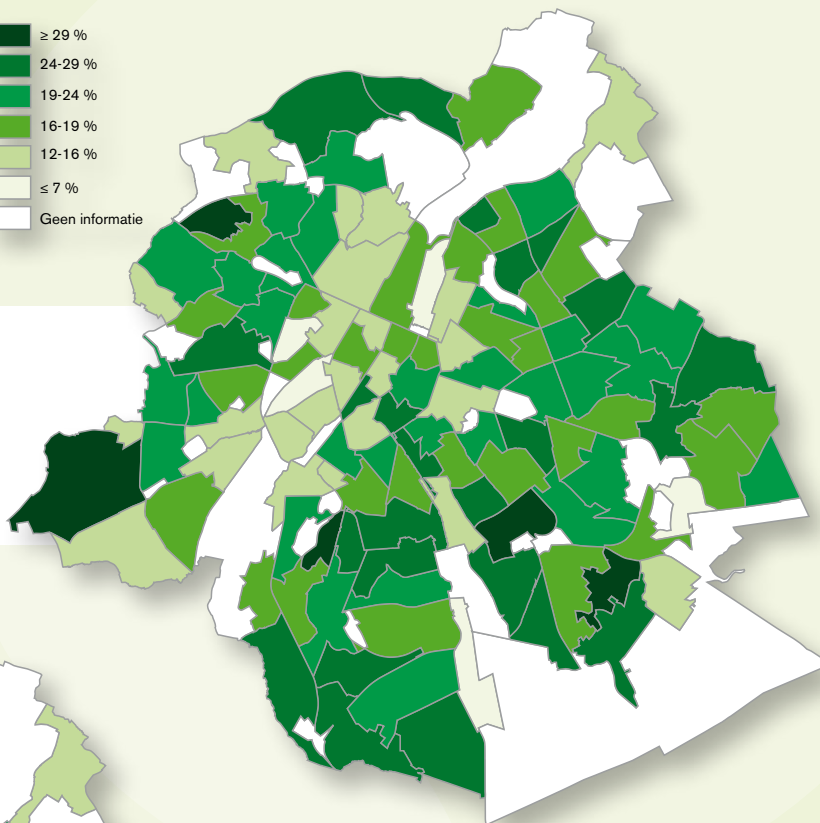 ≥ 29 %
24-29 %
19-24 %
16-19 %
12-16 %
≤ 7 %
Geen informatie